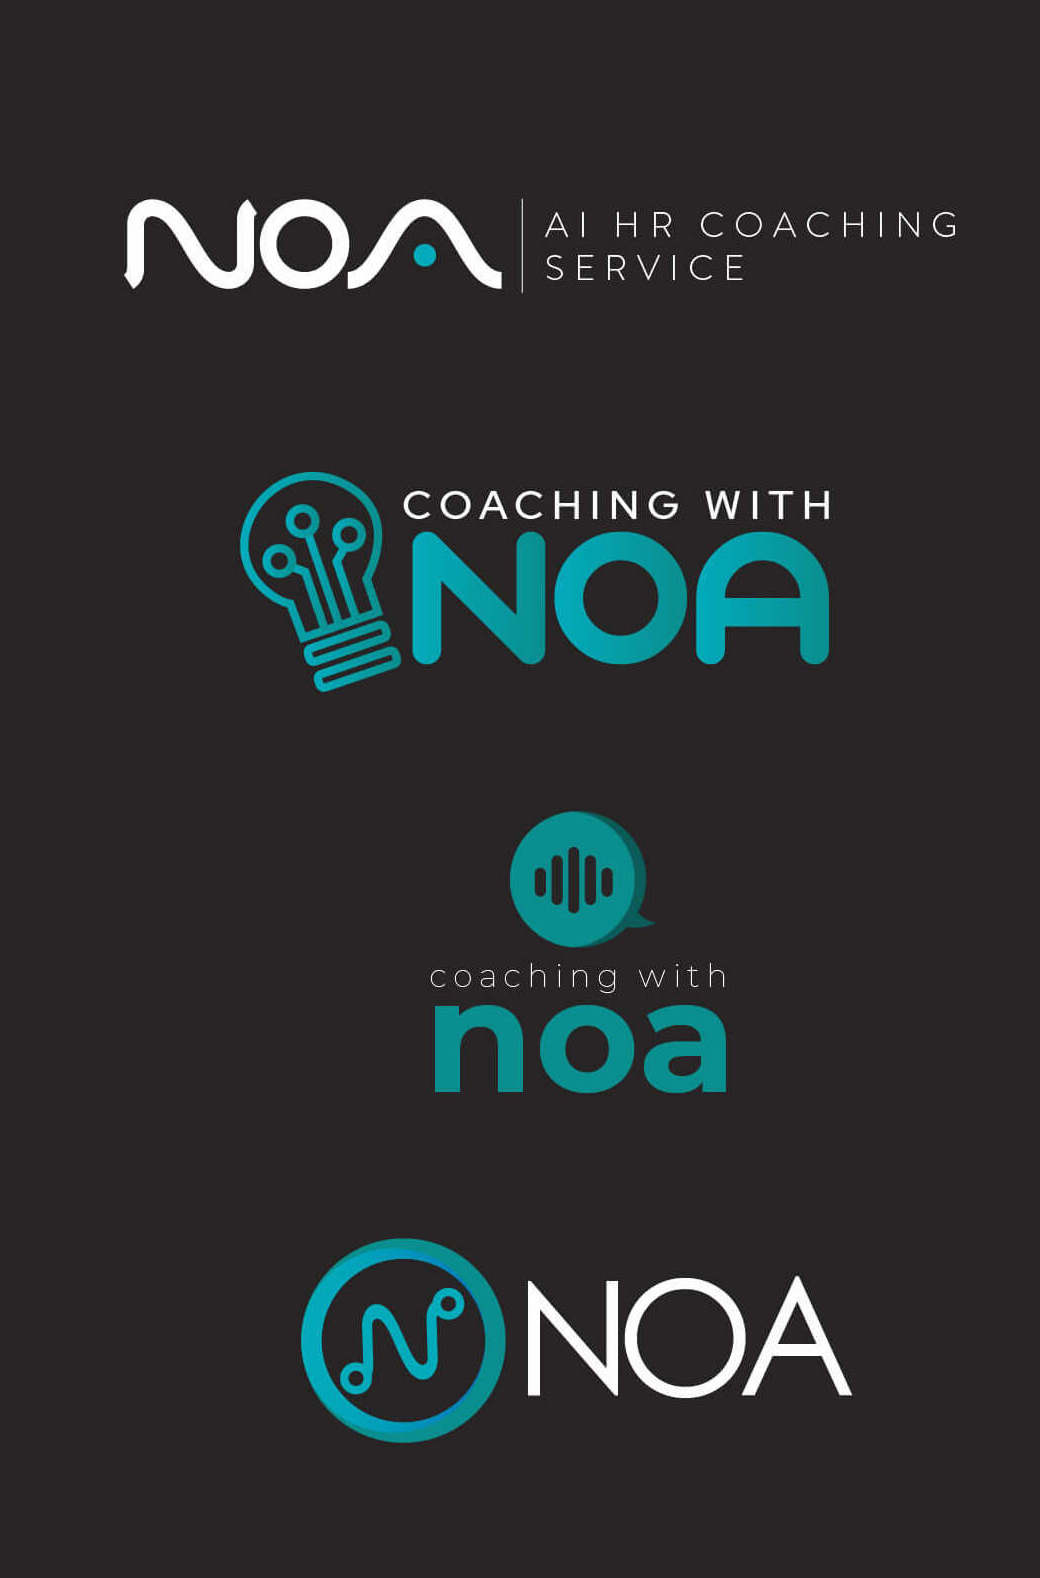 NOA
AI HR COACHING
SERVICE
COACHING WITH
NOA
coaching with
noa
NOA